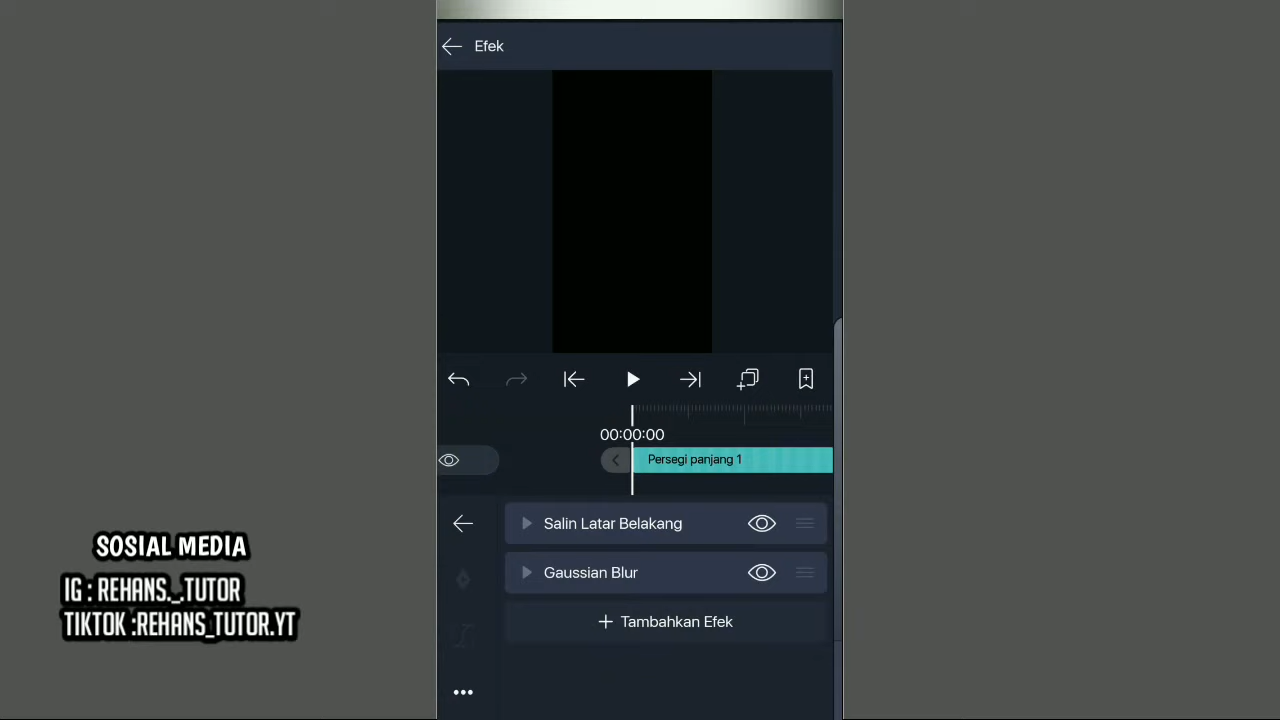 Efek
00:00:00
Persegi panjang 1
Salin Latar Belakang
Gaussian Blur
+ Tambahkan Efek
SOSIAL MEDIA
IG : REHANS._.TUTOR
TIKTOK :REHANS_TUTOR.YT